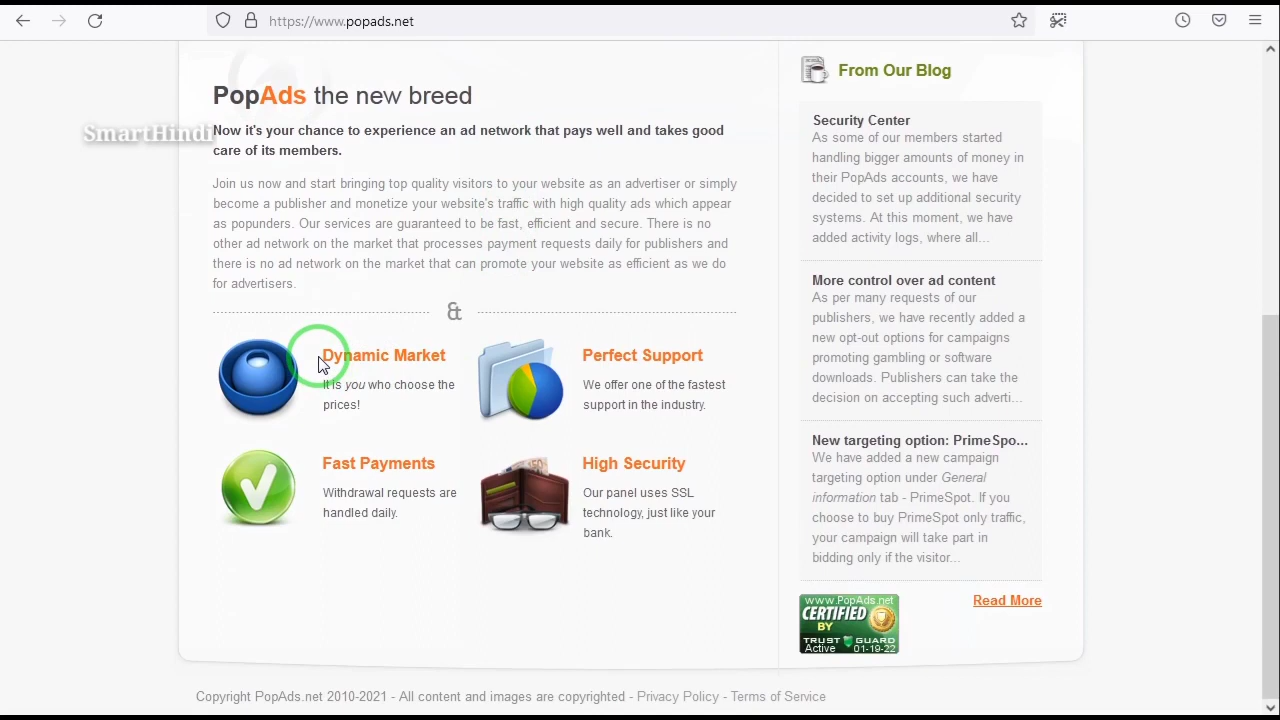 https://www.popads.net
PopAds the new breed
SmartHindi
Now it's your chance to experience an ad network that pays well and takes good
care of its members.
Join us now and start bringing top quality visitors to your website as an advertiser or simply
become a publisher and monetize your website's traffic with high quality ads which appear
as popunders. Our services are guaranteed to be fast, efficient and secure. There is no
other ad network on the market that processes payment requests daily for publishers and
there is no ad network on the market that can promote your website as efficient as we do
for advertisers.
&
Dynamic Market
It is you who choose the
prices!
Perfect Support
We offer one of the fastest
support in the industry.
Fast Payments
Withdrawal requests are
handled daily.
High Security
Our panel uses SSL
technology, just like your
bank.
From Our Blog
Security Center
As some of our members started
handling bigger amounts of money in
their PopAds accounts, we have
decided to set up additional security
systems. At this moment, we have
added activity logs, where all...
More control over ad content
As per many requests of our
publishers, we have recently added a
new opt-out options for campaigns
promoting gambling or software
downloads. Publishers can take the
decision on accepting such adverti...
New targeting option: PrimeSpo...
We have added a new campaign
targeting option under General
information tab - PrimeSpot. If you
choose to buy PrimeSpot only traffic,
your campaign will take part in
bidding only if the visitor...
Read More
www.PopAds.net
CERTIFIED
BY
TRUST GUARD
Active 01-19-22
Copyright PopAds.net 2010-2021 - All content and images are copyrighted - Privacy Policy - Terms of Service